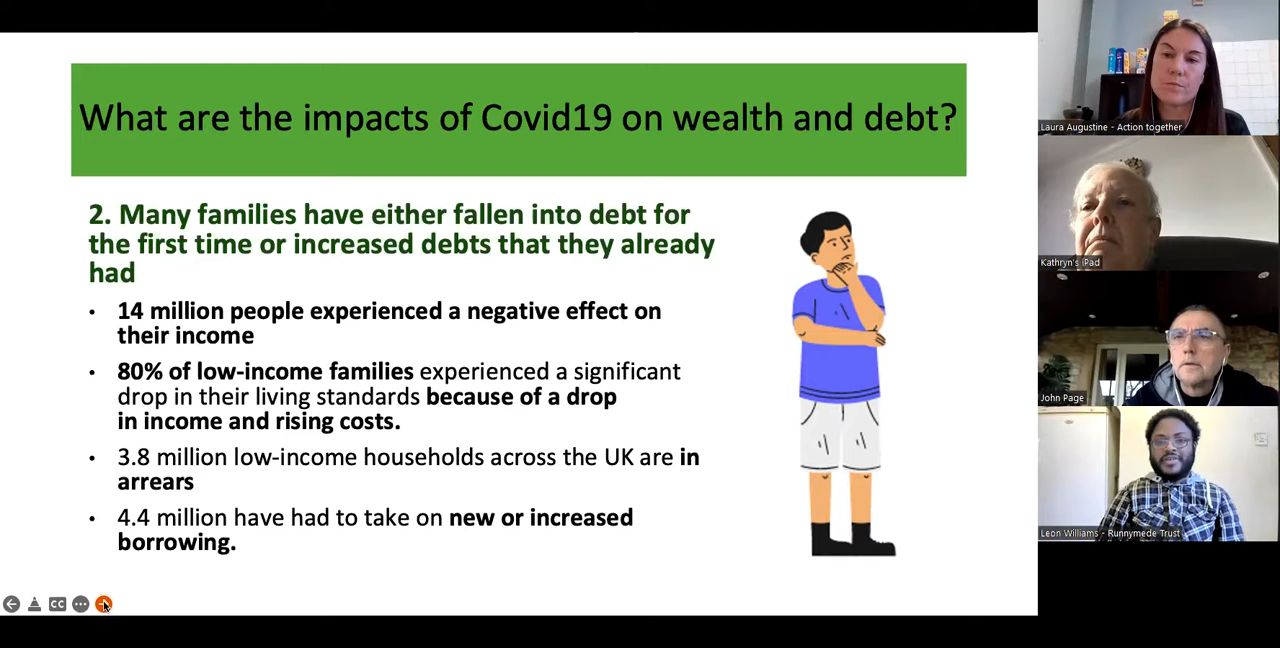 What are the impacts of Covid19 on wealth and debt?
2. Many families have either fallen into debt for
the first time or increased debts that they already
had
• 14 million people experienced a negative effect on
their income
• 80% of low-income families experienced a significant
drop in their living standards because of a drop
in income and rising costs.
• 3.8 million low-income households across the UK are in
arrears
• 4.4 million have had to take on new or increased
borrowing.
CC
Laura Augustine - Action together
Kathryn's iPad
John Page
Leon Williams - Runnymede Trust